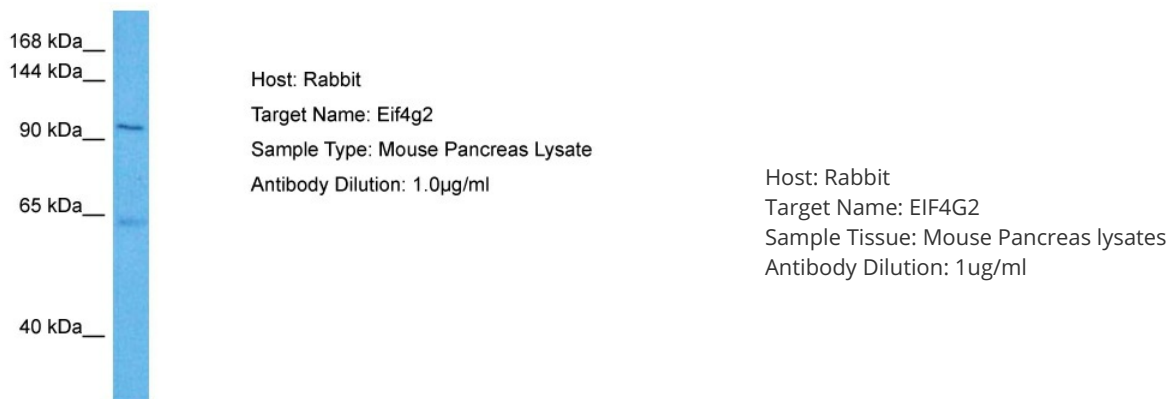 168 kDa__
144 kDa__
90 kDa__
65 kDa__
40 kDa__
Host: Rabbit
Target Name: Eif4g2
Sample Type: Mouse Pancreas Lysate
Antibody Dilution: 1.0µg/ml
Host: Rabbit
Target Name: EIF4G2
Sample Tissue: Mouse Pancreas lysates
Antibody Dilution: 1ug/ml